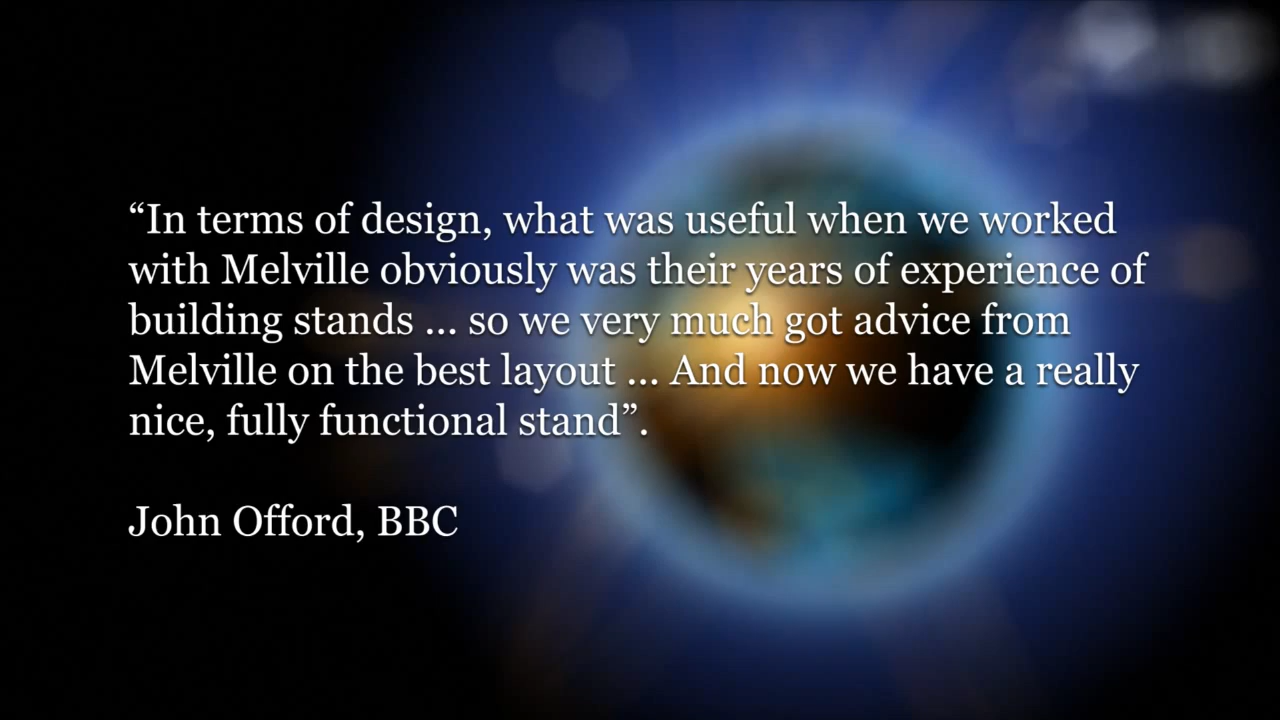 “In terms of design, what was useful when we worked
with Melville obviously was their years of experience of
building stands ... so we very much got advice from
Melville on the best layout ... And now we have a really
nice, fully functional stand”.
John Offord, BBC